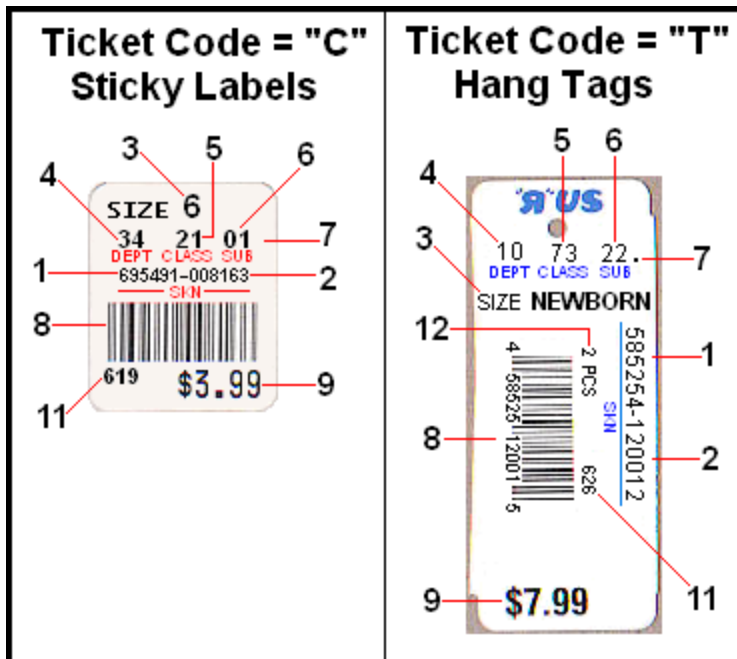 Ticket Code = "C"
Sticky Labels
3
5
6
4
SIZE 6
34 21 01
7
DEPT CLASS SUB
1
695491-008163
2
SKN
8
619
$3.99
9
11
Ticket Code = "T"
Hang Tags
6
5
4
"R"US
10 73 22.
7
DEPT CLASS SUB
3
SIZE NEWBORN
12
2 PCS
585254-120012
1
SKN
8
4 58525 12001 5
2
626
9
$7.99
11